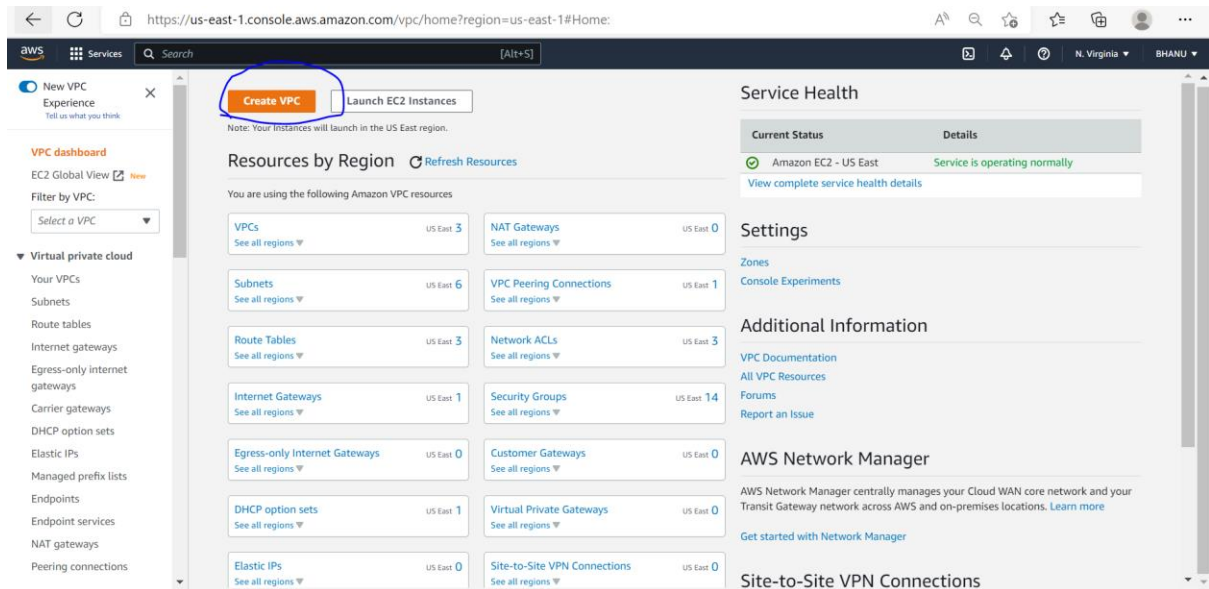 https://us-east-1.console.aws.amazon.com/vpc/home?region=us-east-1#Home:
aws
Services
Search
[Alt+S]
N. Virginia
BHANU
New VPC
Experience
Tell us what you think
VPC dashboard
EC2 Global View New
Filter by VPC:
Select a VPC
Virtual private cloud
Your VPCs
Subnets
Route tables
Internet gateways
Egress-only internet
gateways
Carrier gateways
DHCP option sets
Elastic IPs
Managed prefix lists
Endpoints
Endpoint services
NAT gateways
Peering connections
Create VPC
Launch EC2 Instances
Note: Your Instances will launch in the US East region.
Resources by Region
Refresh Resources
You are using the following Amazon VPC resources
VPCs US East 3
See all regions
NAT Gateways US East 0
See all regions
Subnets US East 6
See all regions
VPC Peering Connections US East 1
See all regions
Route Tables US East 3
See all regions
Network ACLs US East 3
See all regions
Internet Gateways US East 1
See all regions
Security Groups US East 14
See all regions
Egress-only Internet Gateways US East 0
See all regions
Customer Gateways US East 0
See all regions
DHCP option sets US East 1
See all regions
Virtual Private Gateways US East 0
See all regions
Elastic IPs US East 0
See all regions
Site-to-Site VPN Connections US East 0
See all regions
Service Health
Current Status Details
Amazon EC2 - US East Service is operating normally
View complete service health details
Settings
Zones
Console Experiments
Additional Information
VPC Documentation
All VPC Resources
Forums
Report an Issue
AWS Network Manager
AWS Network Manager centrally manages your Cloud WAN core network and your
Transit Gateway network across AWS and on-premises locations. Learn more
Get started with Network Manager
Site-to-Site VPN Connections